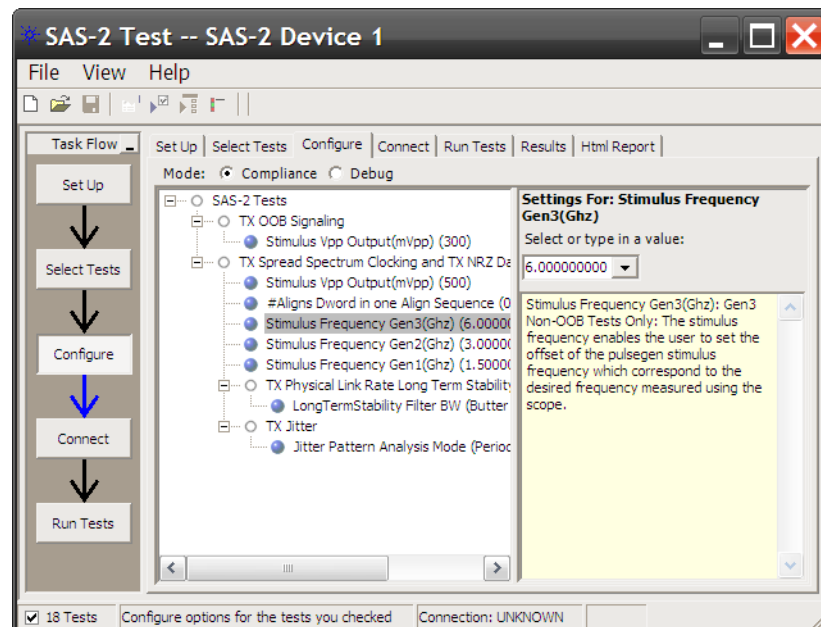 SAS-2 Test -- SAS-2 Device 1
File View Help
Task Flow
Set Up
Select Tests
Configure
Connect
Run Tests
Set Up Select Tests Configure Connect Run Tests Results Html Report
Mode: Compliance Debug
SAS-2 Tests
TX OOB Signaling
Stimulus Vpp Output(mVpp) (300)
TX Spread Spectrum Clocking and TX NRZ Da
Stimulus Vpp Output(mVpp) (500)
#Aligns Dword in one Align Sequence (0
Stimulus Frequency Gen3(Ghz) (6.0000
Stimulus Frequency Gen2(Ghz) (3.0000
Stimulus Frequency Gen1(Ghz) (1.5000
TX Physical Link Rate Long Term Stability
LongTermStability Filter BW (Butter
TX Jitter
Jitter Pattern Analysis Mode (Period
Settings For: Stimulus Frequency
Gen3(Ghz)
Select or type in a value:
6.000000000
Stimulus Frequency Gen3(Ghz): Gen3
Non-OOB Tests Only: The stimulus
frequency enables the user to set the
offset of the pulsegen stimulus
frequency which correspond to the
desired frequency measured using the
scope.
18 Tests Configure options for the tests you checked Connection: UNKNOWN